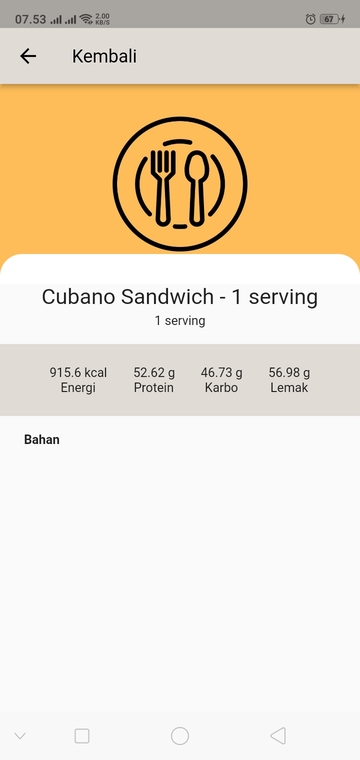 07.53 2.00 KB/S 67
Kembali
Cubano Sandwich - 1 serving
1 serving
915.6 kcal 52.62 g 46.73 g 56.98 g
Energi Protein Karbo Lemak
Bahan